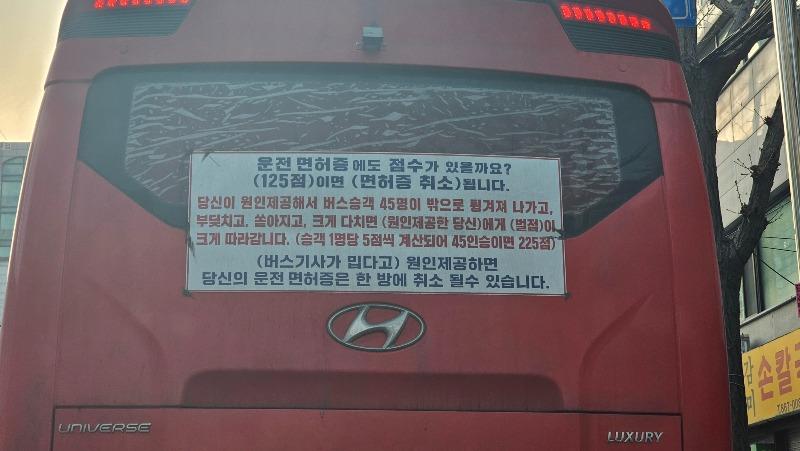 운전 면허증에도 점수가 있을까요?
(125점)이면 (면허증 취소)됩니다.
당신이 원인제공해서 버스승객 45명이 밖으로 튕겨져 나가고,
부딪치고, 쏟아지고, 크게 다치면 (원인제공한 당신)에게 (벌점)이
크게 따라갑니다. (승객 1명당 5점씩 계산되어 45인승이면 225점)
(버스기사가 밉다고) 원인제공하면
당신의 운전 면허증은 한 방에 취소 될수 있습니다.
UNIVERSE
LUXURY
감미
손칼
T.867-00